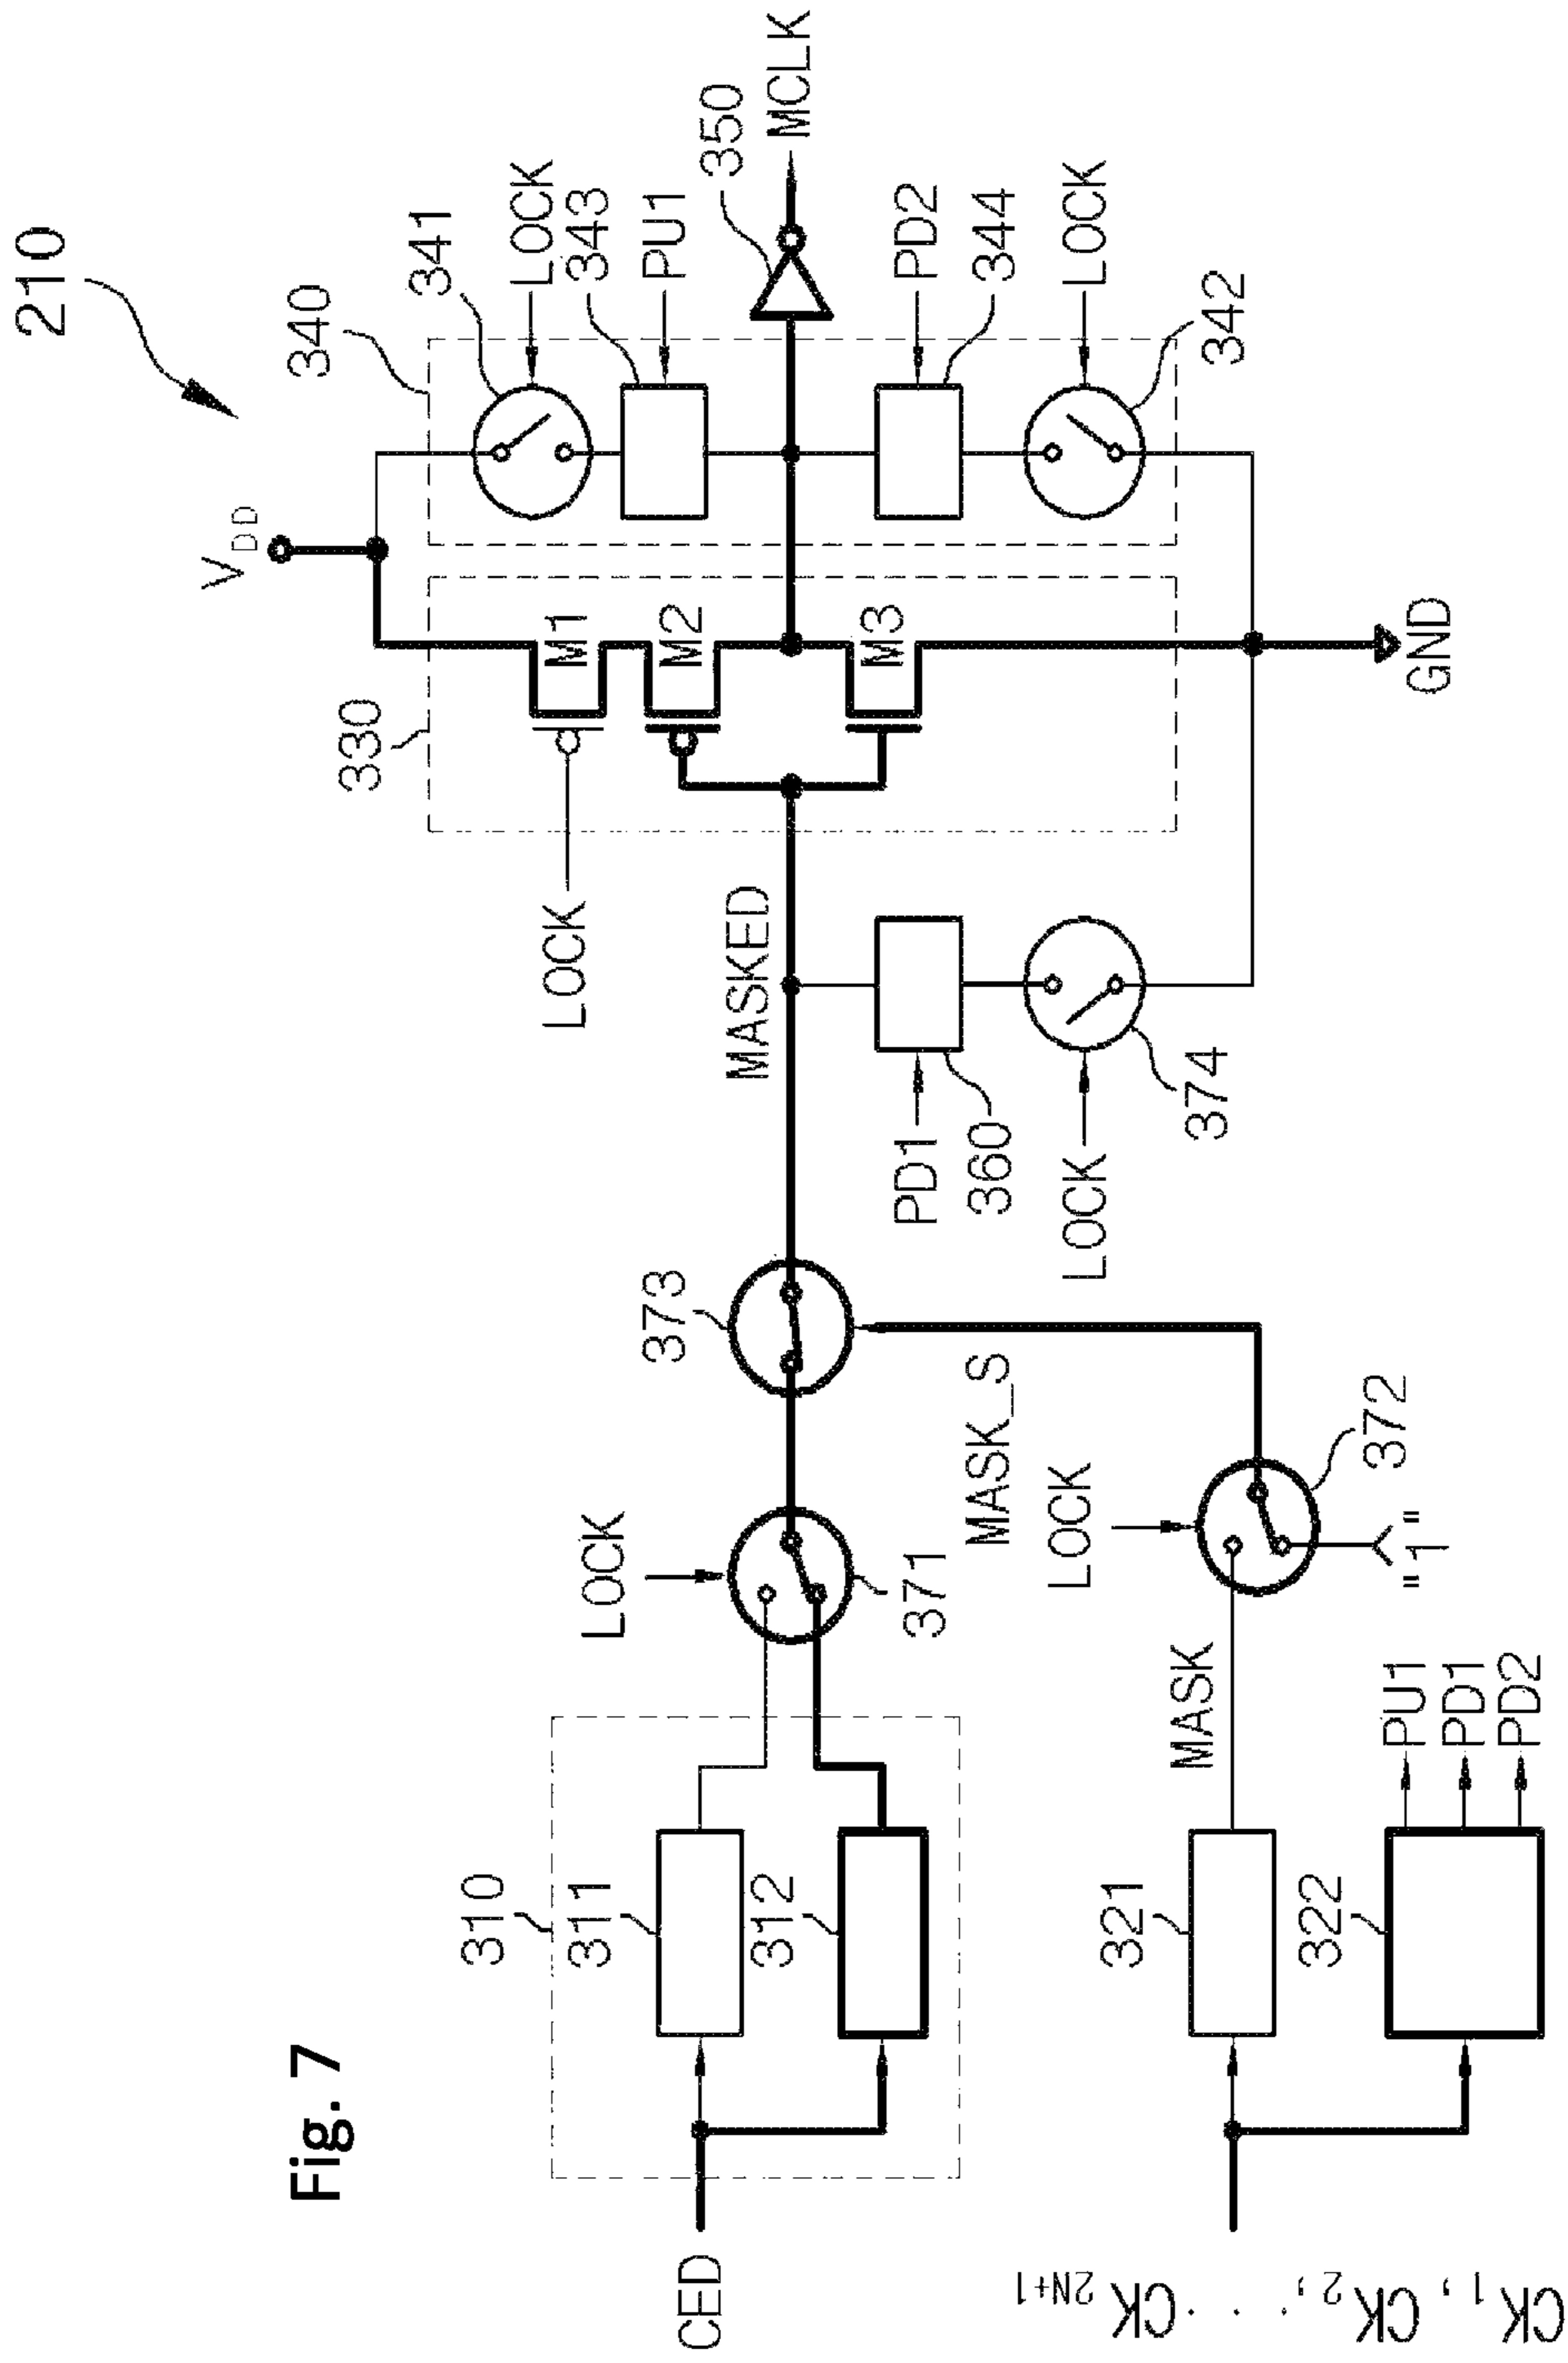 Fig. 7
210
V DD
340
341
LOCK
343
PU1
350
MCLK
PD2
344
LOCK
342
330
M1
M2
M3
LOCK
MASKED
GND
PD1
360
LOCK
374
373
MASK_S
LOCK
371
LOCK
372
"1"
310
311
312
CED
MASK
321
322
PU1
PD1
PD2
CK1, CK2, . . . CK2N+1